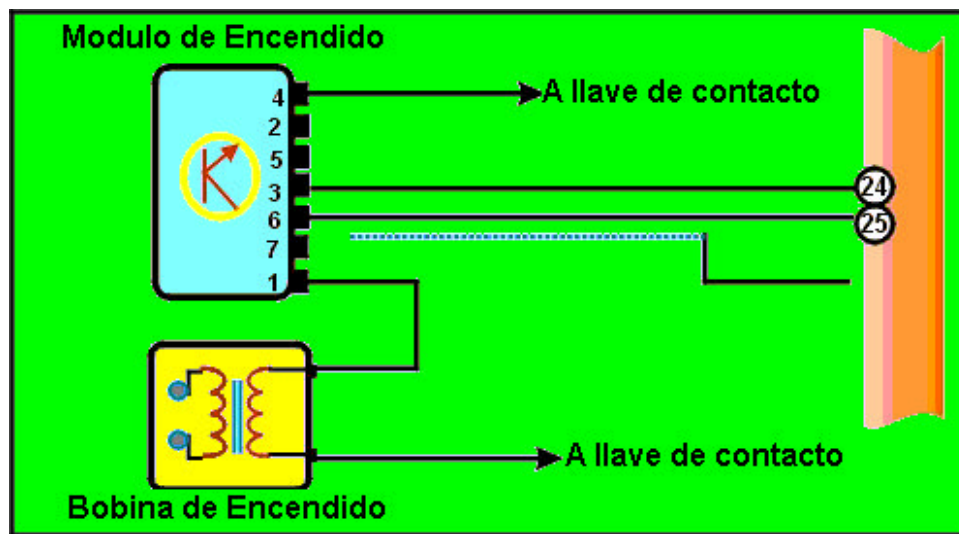 Modulo de Encendido
4
A llave de contacto
2
5
3
24
6
25
7
1
A llave de contacto
Bobina de Encendido